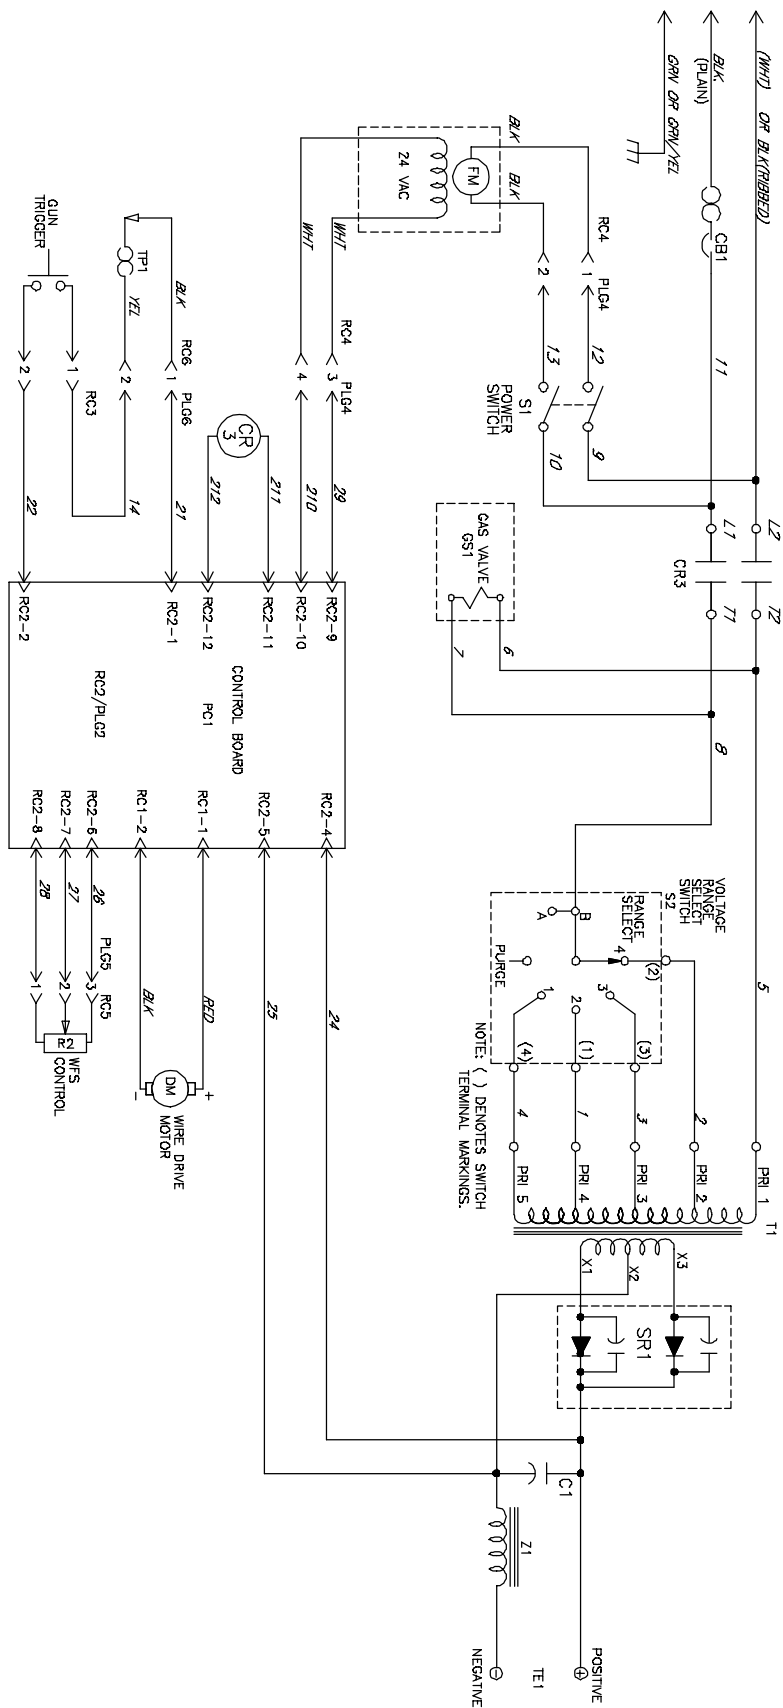 (WHT) OR BLK(RIBBED)
BLK.
(PLAIN)
GRN OR GRN/YEL
CB1
11
L2
L1
CR3
T2
T1
5
8
6
7
GAS VALVE
GS1
VOLTAGE
RANGE
SELECT
SWITCH
S2
RANGE
SELECT
A
B
PURGE
4
3
2
1
(2)
(3)
(1)
(4)
2
3
1
4
PRI 1
PRI 2
PRI 3
PRI 4
PRI 5
T1
NOTE: ( ) DENOTES SWITCH
TERMINAL MARKINGS.
X3
X2
X1
SR1
C1
Z1
POSITIVE
+
TE1
−
NEGATIVE
BLK
BLK
FM
24 VAC
RC4
PLG4
1
2
12
13
S1
POWER
SWITCH
9
10
WHT
WHT
RC4
PLG4
3
4
29
210
CR
3
211
212
TP1
BLK
YEL
RC6
PLG6
1
2
21
14
GUN
TRIGGER
1
2
RC3
22
RC2-9
RC2-10
RC2-11
RC2-12
RC2-1
RC2-2
CONTROL BOARD
PC1
RC2/PLG2
RC2-4
RC2-5
RC1-1
RC1-2
RC2-6
RC2-7
RC2-8
24
25
RED
BLK
DM
+
-
WIRE DRIVE
MOTOR
26
27
28
PLG5
RC5
3
2
1
R2
WFS
CONTROL